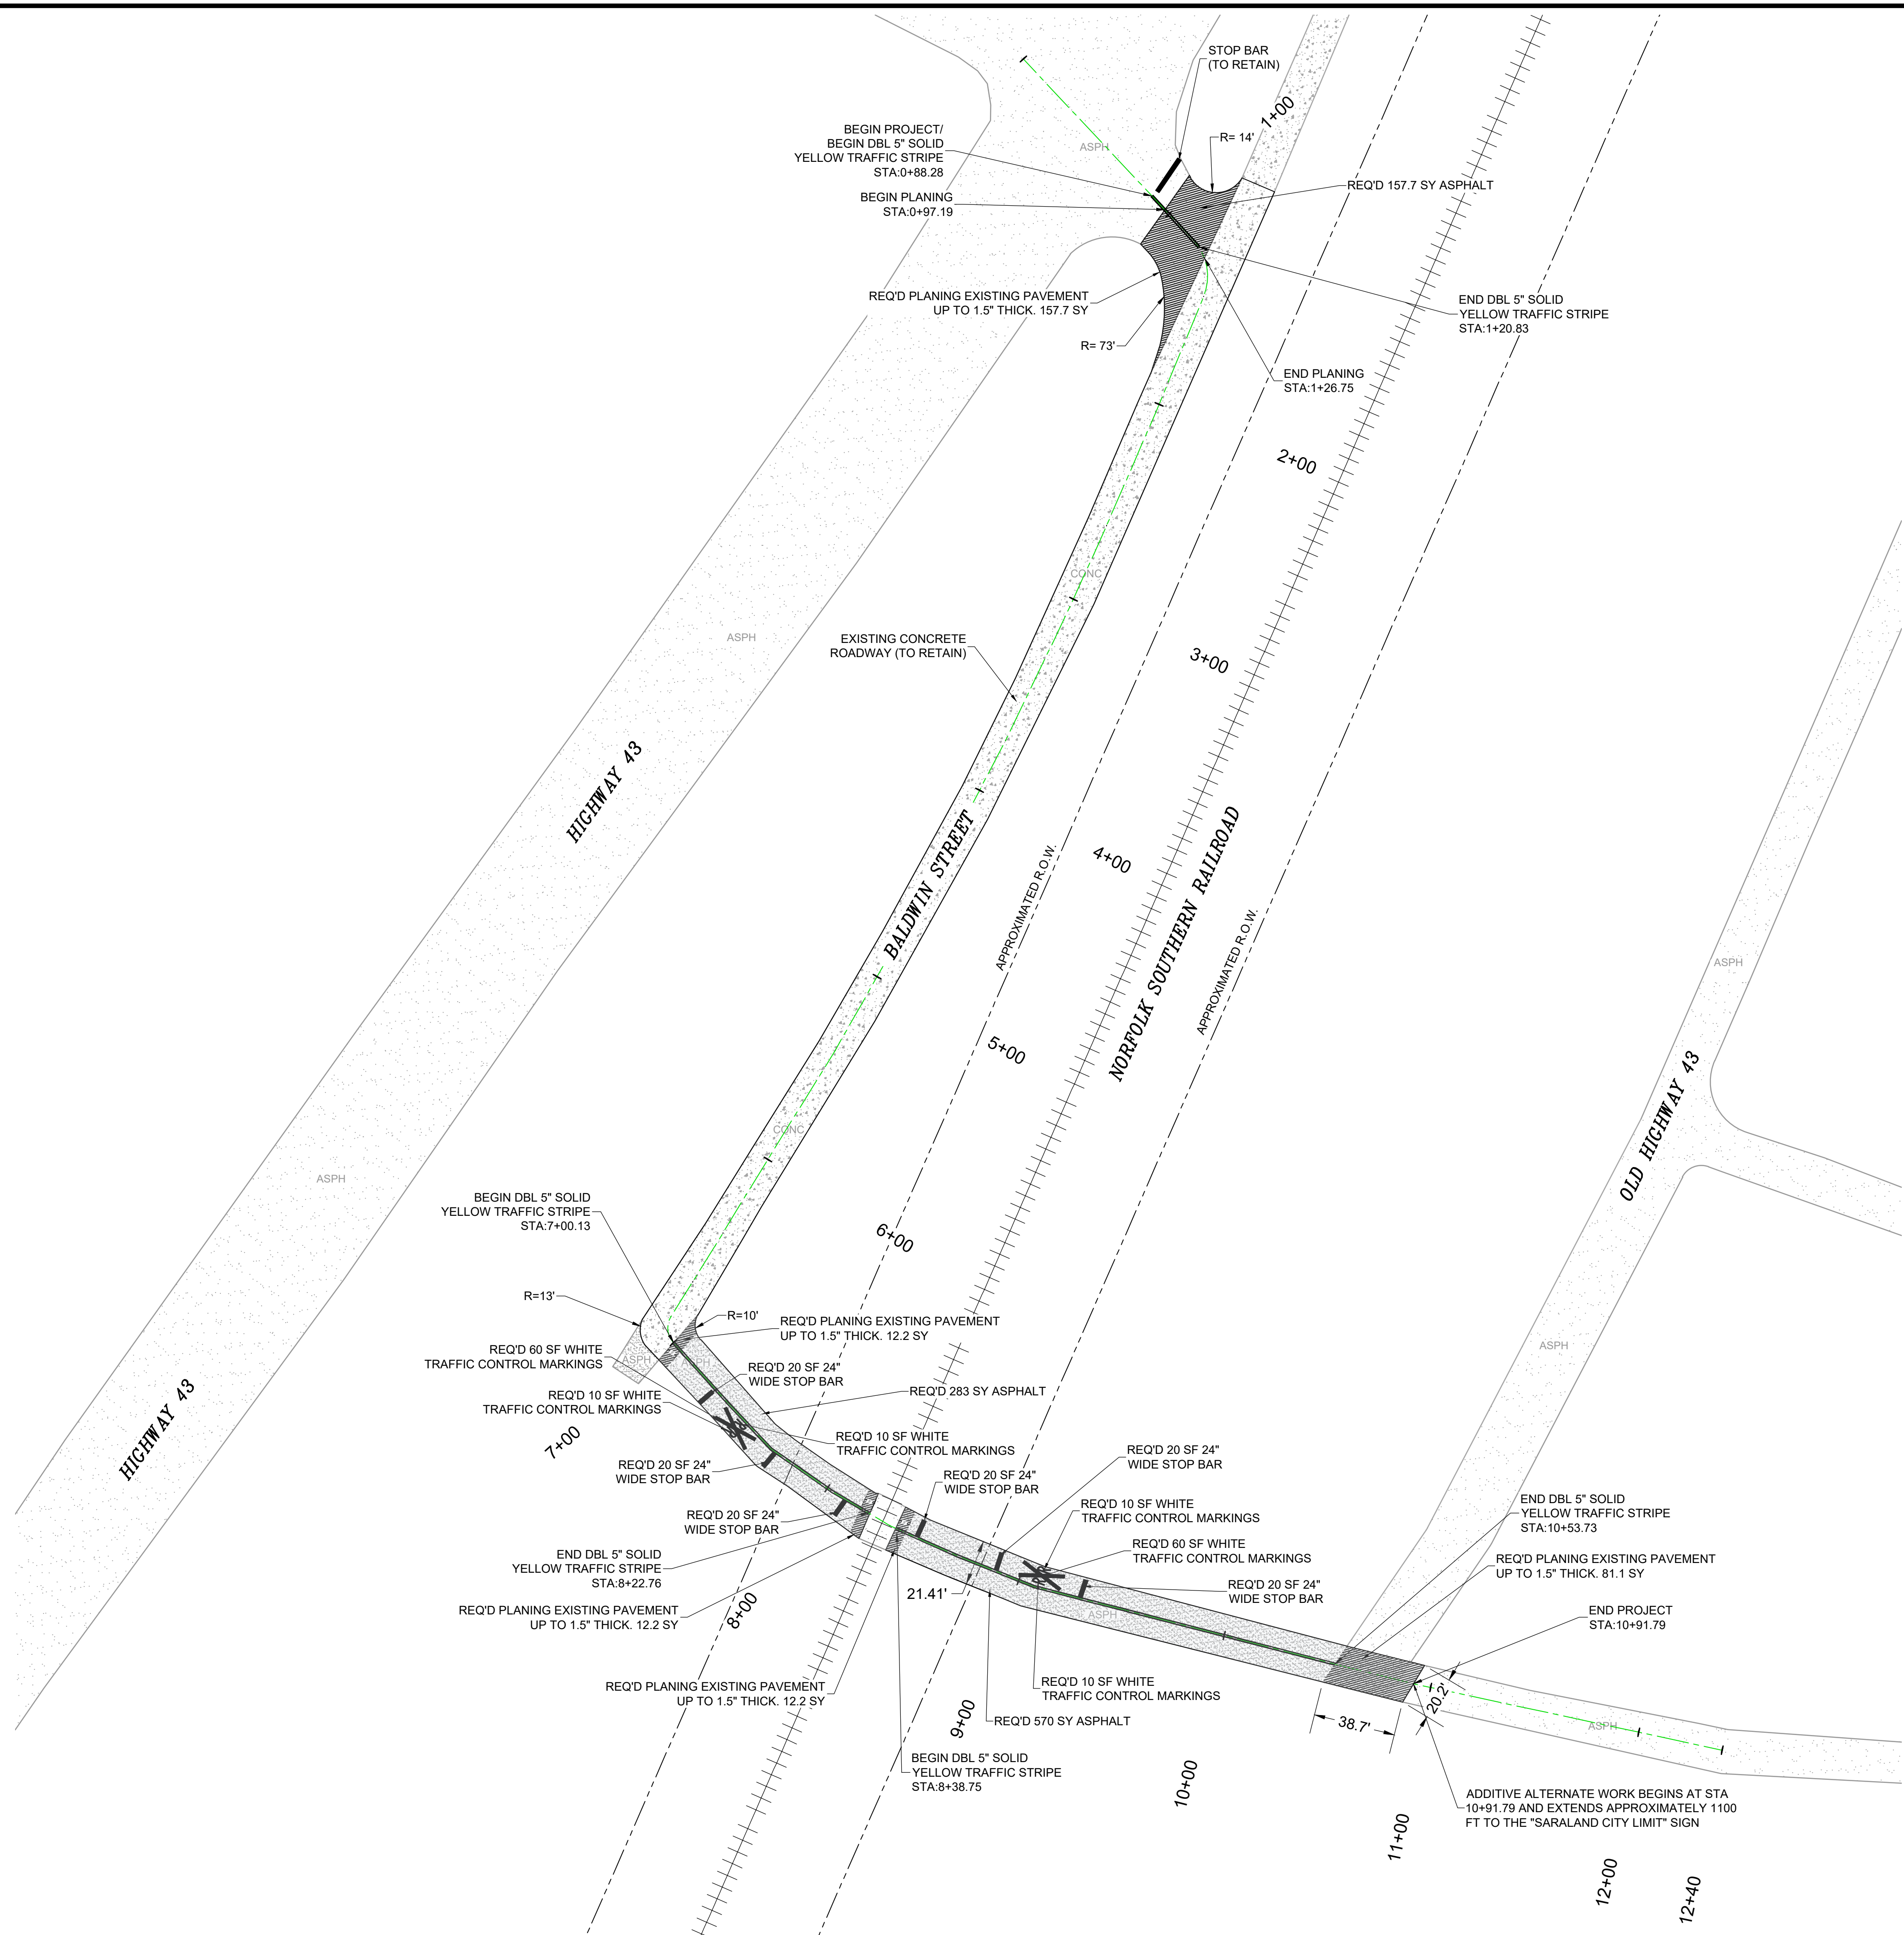 STOP BAR
(TO RETAIN)
1+00
BEGIN PROJECT/
BEGIN DBL 5" SOLID
YELLOW TRAFFIC STRIPE
STA:0+88.28
ASPH
R= 14'
REQ'D 157.7 SY ASPHALT
BEGIN PLANING
STA:0+97.19
REQ'D PLANING EXISTING PAVEMENT
UP TO 1.5" THICK. 157.7 SY
END DBL 5" SOLID
YELLOW TRAFFIC STRIPE
STA:1+20.83
R= 73'
END PLANING
STA:1+26.75
2+00
CONC
ASPH
EXISTING CONCRETE
ROADWAY (TO RETAIN)
3+00
HIGHWAY 43
BALDWIN STREET
4+00
APPROXIMATED R.O.W.
NORFOLK SOUTHERN RAILROAD
APPROXIMATED R.O.W.
ASPH
5+00
CONC
OLD HIGHWAY 43
ASPH
BEGIN DBL 5" SOLID
YELLOW TRAFFIC STRIPE
STA:7+00.13
6+00
R=13'
R=10'
REQ'D PLANING EXISTING PAVEMENT
UP TO 1.5" THICK. 12.2 SY
ASPH
REQ'D 60 SF WHITE
TRAFFIC CONTROL MARKINGS
ASPH
ASPH
REQ'D 20 SF 24"
WIDE STOP BAR
REQ'D 10 SF WHITE
TRAFFIC CONTROL MARKINGS
REQ'D 283 SY ASPHALT
HIGHWAY 43
7+00
REQ'D 10 SF WHITE
TRAFFIC CONTROL MARKINGS
REQ'D 20 SF 24"
WIDE STOP BAR
REQ'D 20 SF 24"
WIDE STOP BAR
REQ'D 20 SF 24"
WIDE STOP BAR
REQ'D 20 SF 24"
WIDE STOP BAR
REQ'D 10 SF WHITE
TRAFFIC CONTROL MARKINGS
END DBL 5" SOLID
YELLOW TRAFFIC STRIPE
STA:10+53.73
END DBL 5" SOLID
YELLOW TRAFFIC STRIPE
STA:8+22.76
REQ'D 60 SF WHITE
TRAFFIC CONTROL MARKINGS
REQ'D PLANING EXISTING PAVEMENT
UP TO 1.5" THICK. 81.1 SY
21.41'
REQ'D 20 SF 24"
WIDE STOP BAR
REQ'D PLANING EXISTING PAVEMENT
UP TO 1.5" THICK. 12.2 SY
8+00
ASPH
END PROJECT
STA:10+91.79
REQ'D PLANING EXISTING PAVEMENT
UP TO 1.5" THICK. 12.2 SY
REQ'D 10 SF WHITE
TRAFFIC CONTROL MARKINGS
20.2'
9+00
REQ'D 570 SY ASPHALT
38.7'
ASPH
BEGIN DBL 5" SOLID
YELLOW TRAFFIC STRIPE
STA:8+38.75
10+00
ADDITIVE ALTERNATE WORK BEGINS AT STA
10+91.79 AND EXTENDS APPROXIMATELY 1100
FT TO THE "SARALAND CITY LIMIT" SIGN
11+00
12+00
12+40